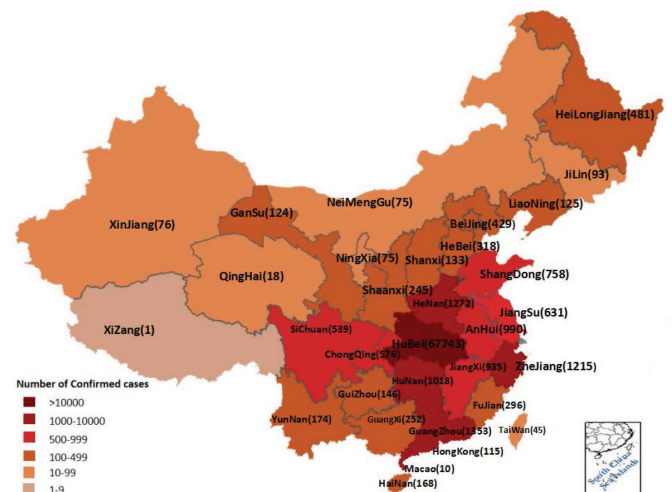 HeiLongJiang(481)
JiLin(93)
LiaoNing(125)
NeiMengGu(75)
GanSu(124)
XinJiang(76)
BeiJing(429)
HeBei(318)
NingXia(75)
Shanxi(133)
ShangDong(758)
QingHai(18)
Shaanxi(245)
HeNan(1272)
JiangSu(631)
XiZang(1)
SiChuan(539)
AnHui(990)
HuBei(67743)
ChongQing(576)
JiangXi(935)
ZheJiang(1215)
HuNan(1018)
GuiZhou(146)
FuJian(296)
YunNan(174)
GuangXi(252)
GuangZhou(1353)
TaiWan(45)
HongKong(115)
Macao(10)
HaiNan(168)
Number of Confirmed cases
>10000
1000-10000
500-999
100-499
10-99
1-9
South China
Sea Islands